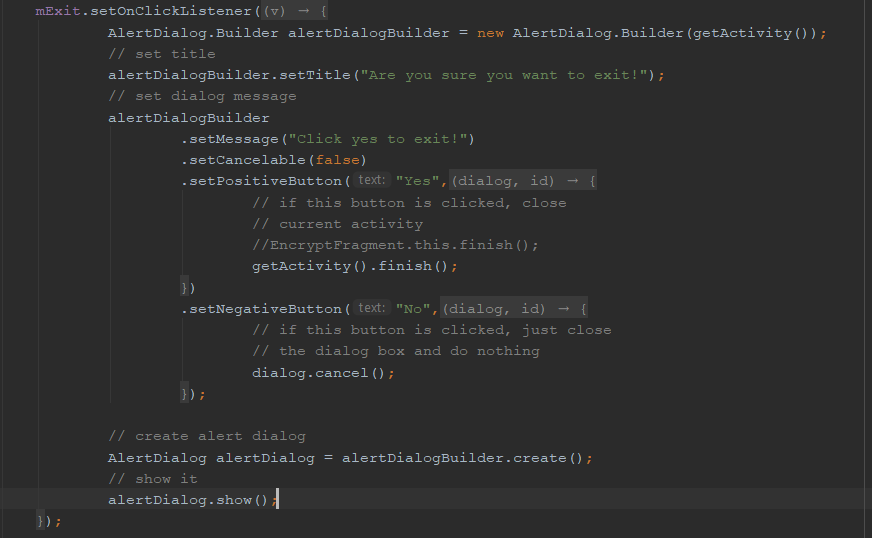 mExit.setOnClickListener((v) → {
AlertDialog.Builder alertDialogBuilder = new AlertDialog.Builder(getActivity());
// set title
alertDialogBuilder.setTitle("Are you sure you want to exit!");
// set dialog message
alertDialogBuilder
.setMessage("Click yes to exit!")
.setCancelable(false)
.setPositiveButton( text: "Yes", (dialog, id) → {
// if this button is clicked, close
// current activity
//EncryptFragment.this.finish();
getActivity().finish();
})
.setNegativeButton( text: "No", (dialog, id) → {
// if this button is clicked, just close
// the dialog box and do nothing
dialog.cancel();
});
// create alert dialog
AlertDialog alertDialog = alertDialogBuilder.create();
// show it
alertDialog.show();
});